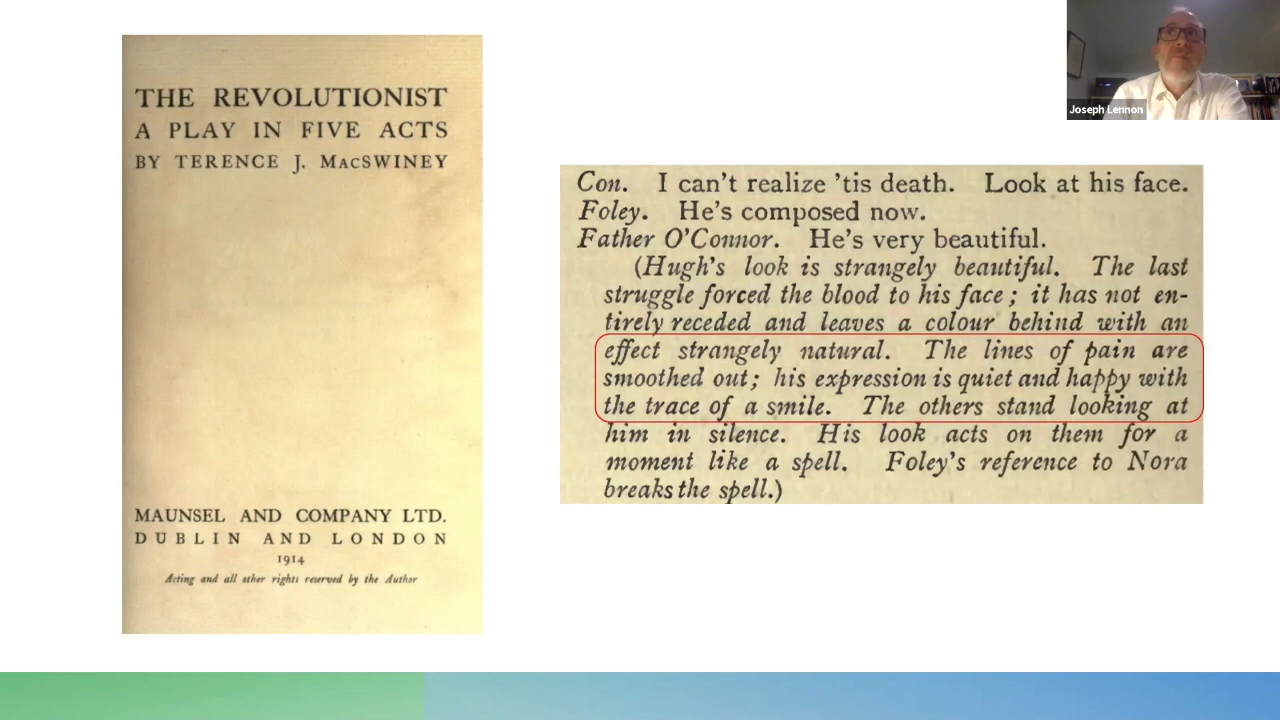 THE REVOLUTIONIST
A PLAY IN FIVE ACTS
BY TERENCE J. MACSWINEY
MAUNSEL AND COMPANY LTD.
DUBLIN AND LONDON
1914
Acting and all other rights reserved by the Author
Con. I can't realize 'tis death. Look at his face.
Foley. He's composed now.
Father O'Connor. He's very beautiful.
(Hugh's look is strangely beautiful. The last
struggle forced the blood to his face; it has not en-
tirely receded and leaves a colour behind with an
effect strangely natural. The lines of pain are
smoothed out; his expression is quiet and happy with
the trace of a smile. The others stand looking at
him in silence. His look acts on them for a
moment like a spell. Foley's reference to Nora
breaks the spell.)
Joseph Lennon